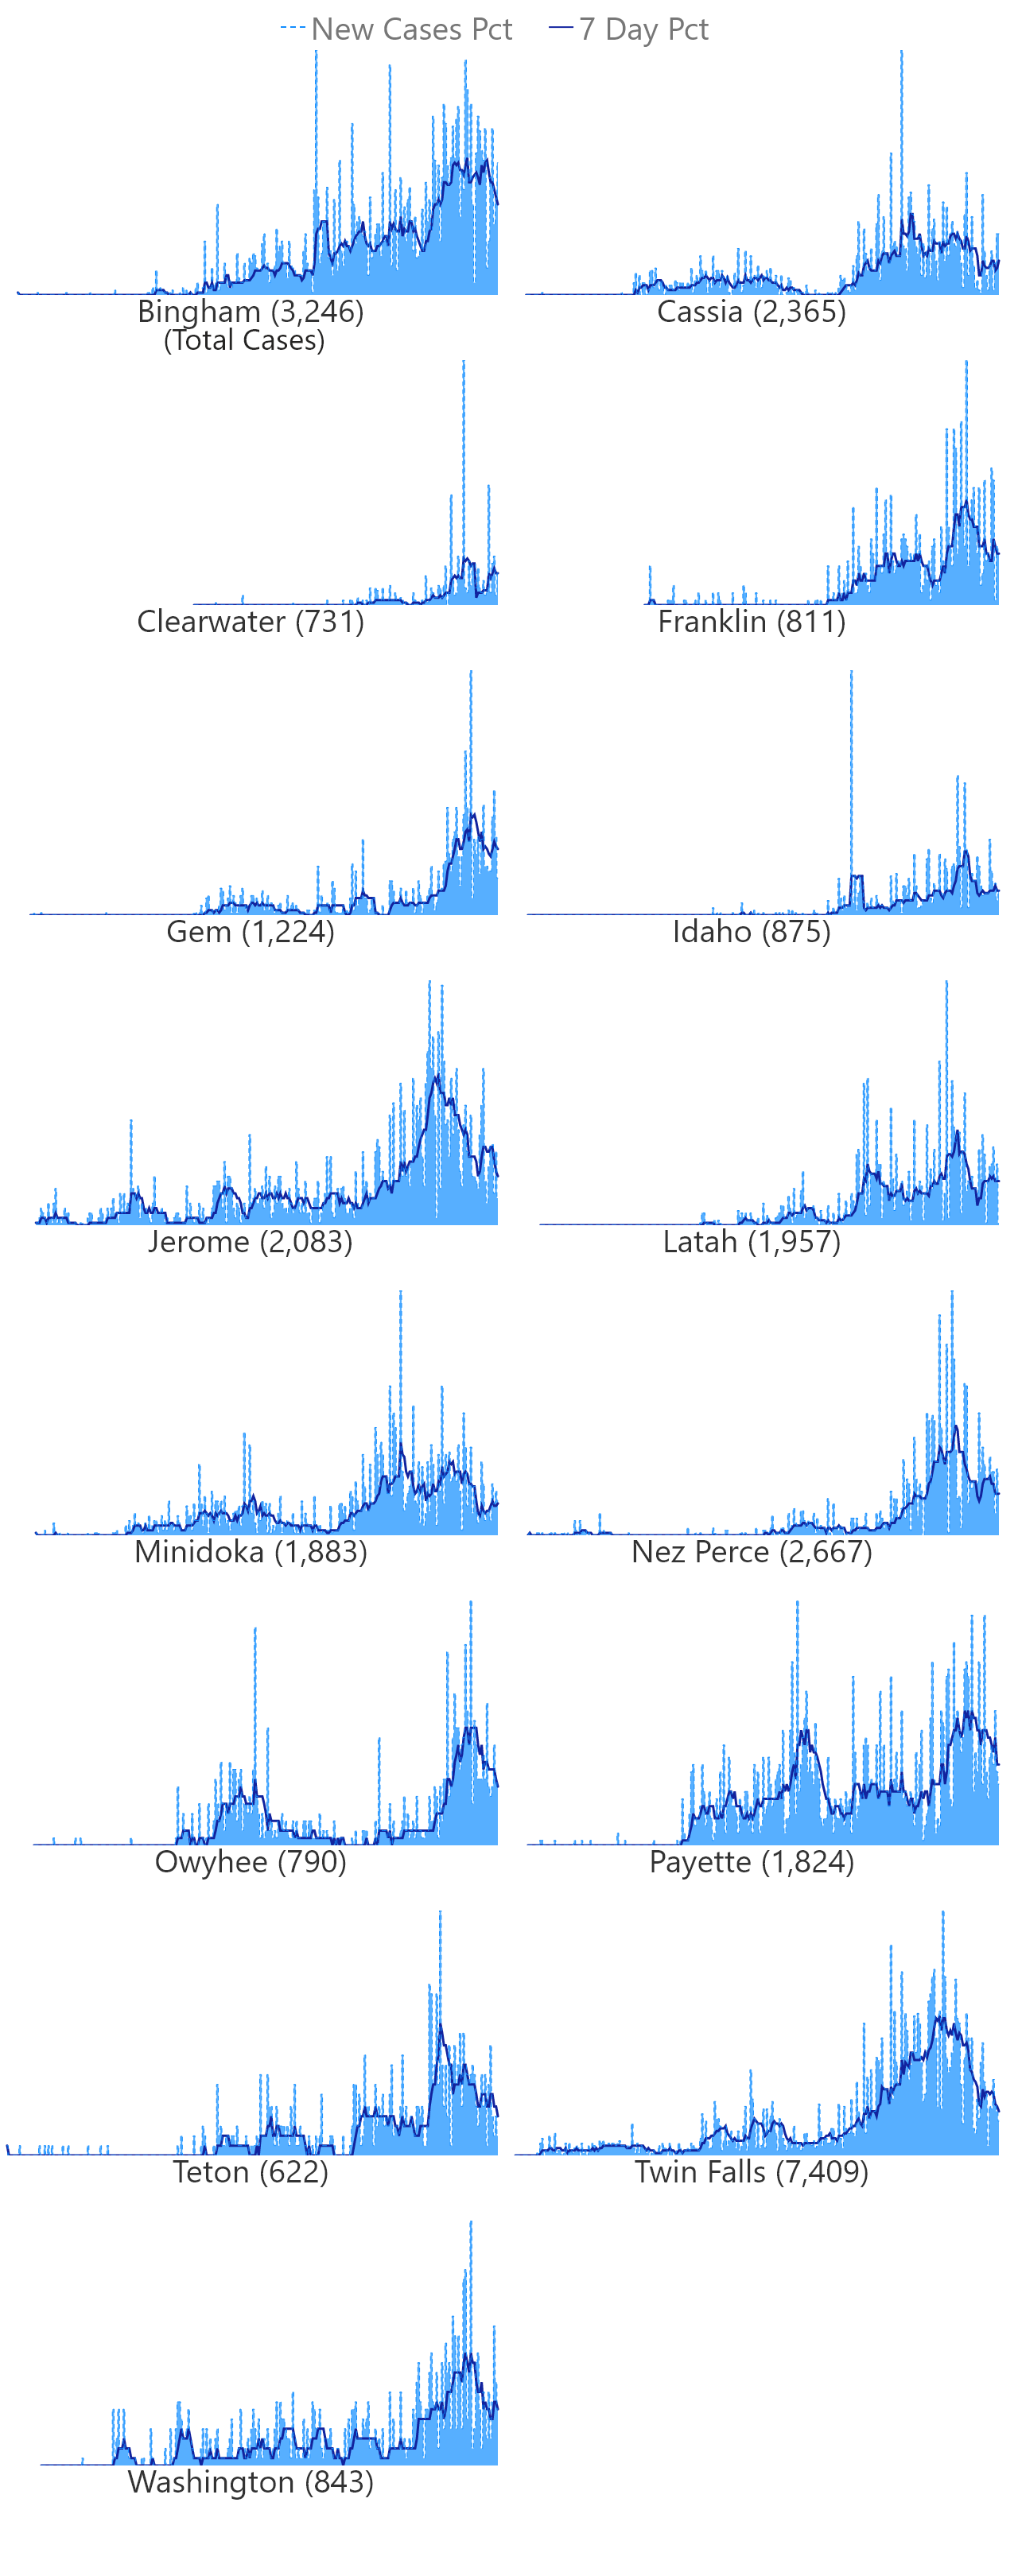 New Cases Pct 7 Day Pct
Bingham (3,246)
(Total Cases)
Cassia (2,365)
Clearwater (731)
Franklin (811)
Gem (1,224)
Idaho (875)
Jerome (2,083)
Latah (1,957)
Minidoka (1,883)
Nez Perce (2,667)
Owyhee (790)
Payette (1,824)
Teton (622)
Twin Falls (7,409)
Washington (843)